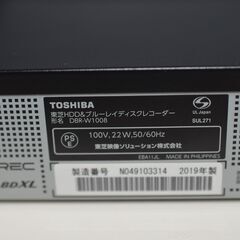 TOSHIBA
東芝HDD&ブルーレイディスクレコーダー
形名 DBR-W1008
UL Japan
SUL271
PS
E
100V, 22W, 50/60Hz
東芝映像ソリューション株式会社
EBA11JL MADE IN PHILIPPINES
REC
BDXL
製造番号 N049103314 2019年製